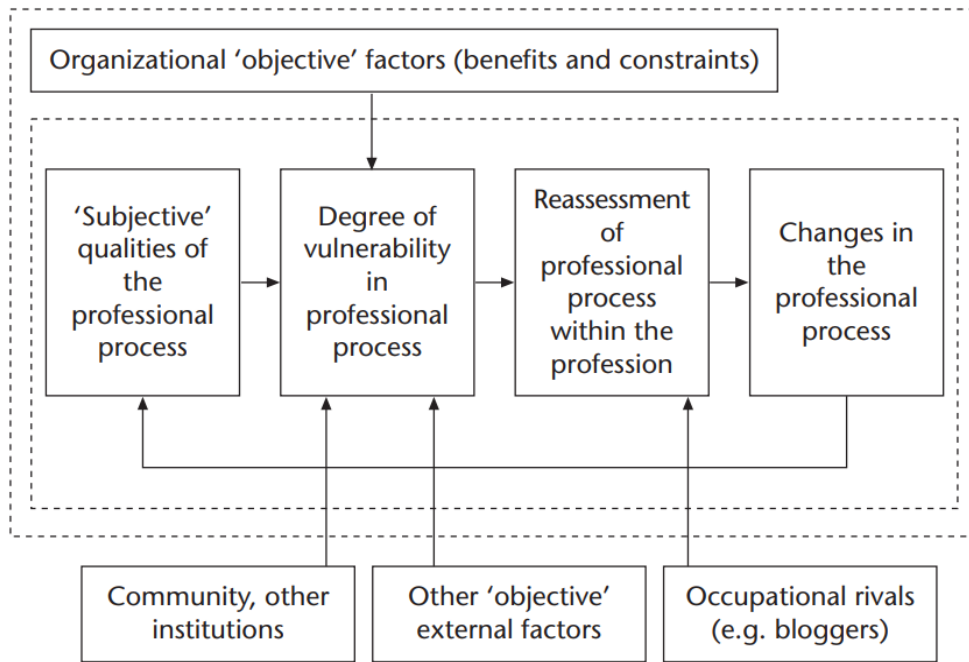 Organizational ‘objective’ factors (benefits and constraints)
‘Subjective’
qualities of
the
professional
process
Degree of
vulnerability
in
professional
process
Reassessment
of
professional
process
within the
profession
Changes in
the
professional
process
Community, other
institutions
Other ‘objective’
external factors
Occupational rivals
(e.g. bloggers)